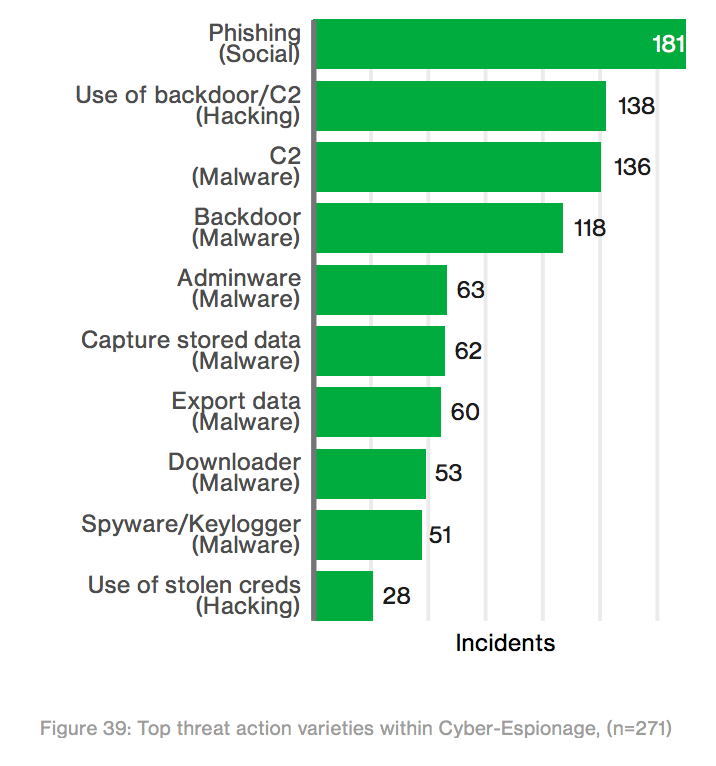 Phishing
(Social)
181
Use of backdoor/C2
(Hacking)
138
C2
(Malware)
136
Backdoor
(Malware)
118
Adminware
(Malware)
63
Capture stored data
(Malware)
62
Export data
(Malware)
60
Downloader
(Malware)
53
Spyware/Keylogger
(Malware)
51
Use of stolen creds
(Hacking)
28
Incidents
Figure 39: Top threat action varieties within Cyber-Espionage, (n=271)